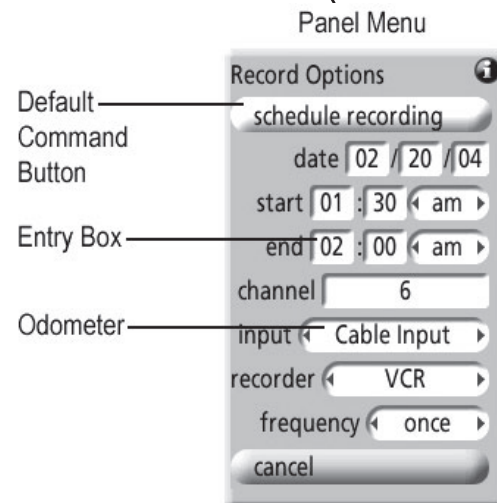 Panel Menu
Record Options i
Default
Command
Button
schedule recording
date 02 / 20 / 04
start 01 : 30 am
Entry Box
end 02 : 00 am
channel 6
Odometer
input Cable Input
recorder VCR
frequency once
cancel